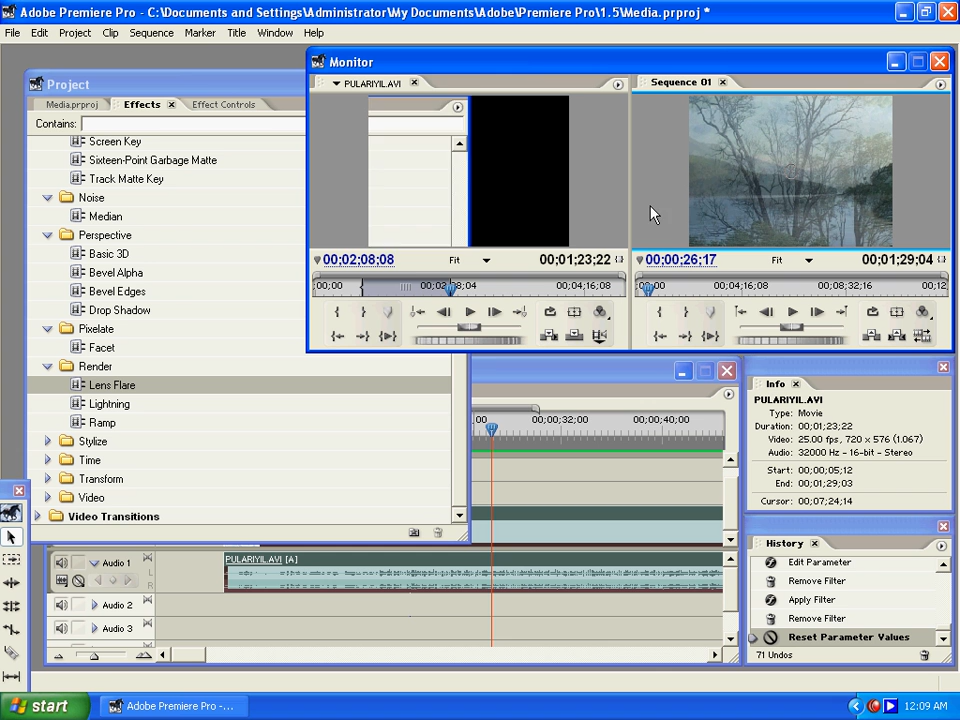 Adobe Premiere Pro - C:\Documents and Settings\Administrator\My Documents\Adobe\Premiere Pro\1.5\Media.prproj *
File Edit Project Clip Sequence Marker Title Window Help
Project
Media.prproj Effects Effect Controls
Contains:
Screen Key
Sixteen-Point Garbage Matte
Track Matte Key
Noise
Median
Perspective
Basic 3D
Bevel Alpha
Bevel Edges
Drop Shadow
Pixelate
Facet
Render
Lens Flare
Lightning
Ramp
Stylize
Time
Transform
Video
Video Transitions
Monitor
PULARIYIL.AVI
00;02;08;08 Fit 00;01;23;22
;00;00 00;04;16;08
Sequence 01
00;00;26;17 Fit 00;01;29;04
00;04;16;08 00;08;32;16 00;12
00;00;32;00 00;00;40;00
PULARIYIL.AVI [A]
Audio 1
L
R
Audio 2
Audio 3
Info
PULARIYIL.AVI
Type: Movie
Duration: 00;01;23;22
Video: 25.00 fps, 720 x 576 (1.067)
Audio: 32000 Hz - 16-bit - Stereo
Start: 00;00;05;12
End: 00;01;29;03
Cursor: 00;07;24;14
History
Edit Parameter
Remove Filter
Apply Filter
Remove Filter
Reset Parameter Values
71 Undos
start Adobe Premiere Pro -... 12:09 AM